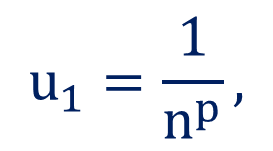 u₁ = 1/nᵖ,